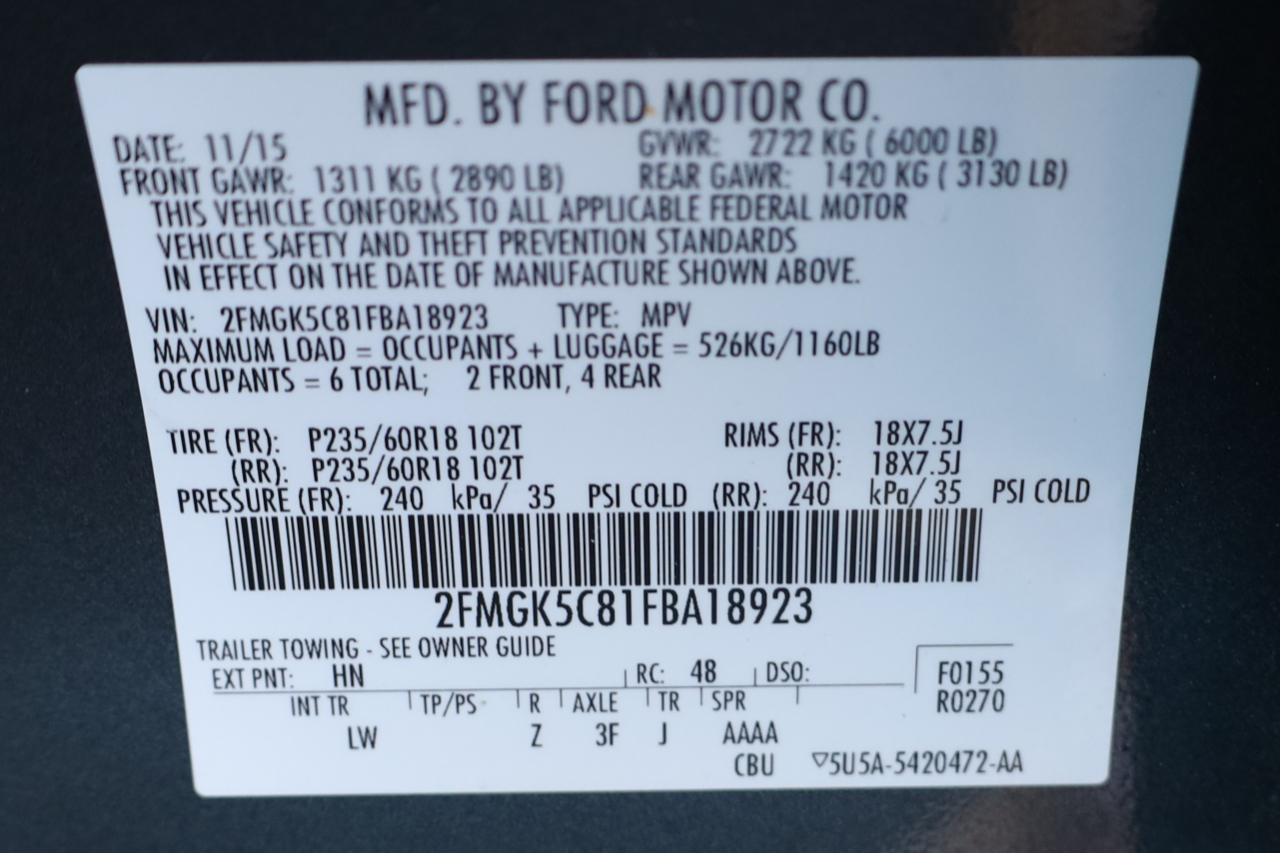 MFD. BY FORD MOTOR CO.
DATE: 11/15 GVWR: 2722 KG ( 6000 LB)
FRONT GAWR: 1311 KG ( 2890 LB) REAR GAWR: 1420 KG ( 3130 LB)
THIS VEHICLE CONFORMS TO ALL APPLICABLE FEDERAL MOTOR
VEHICLE SAFETY AND THEFT PREVENTION STANDARDS
IN EFFECT ON THE DATE OF MANUFACTURE SHOWN ABOVE.
VIN: 2FMGK5C81FBA18923 TYPE: MPV
MAXIMUM LOAD = OCCUPANTS + LUGGAGE = 526KG/1160LB
OCCUPANTS = 6 TOTAL; 2 FRONT, 4 REAR
TIRE (FR): P235/60R18 102T RIMS (FR): 18X7.5J
(RR): P235/60R18 102T (RR): 18X7.5J
PRESSURE (FR): 240 kPa/ 35 PSI COLD (RR): 240 kPa/ 35 PSI COLD
2FMGK5C81FBA18923
TRAILER TOWING - SEE OWNER GUIDE
EXT PNT: HN RC: 48 DSO: F0155
INT TR TP/PS R AXLE TR SPR R0270
LW Z 3F J AAAA
CBU ▽5U5A-5420472-AA